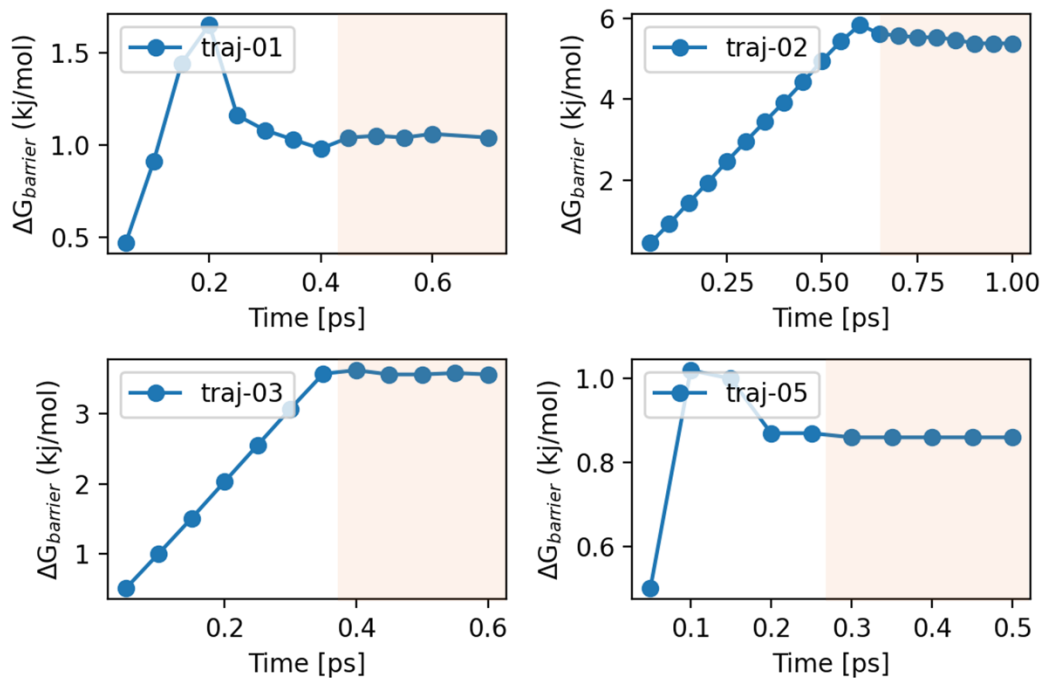 1.5
1.0
0.5
ΔG_barrier (kj/mol)
traj-01
0.2 0.4 0.6
Time [ps]
6
4
2
ΔG_barrier (kj/mol)
traj-02
0.25 0.50 0.75 1.00
Time [ps]
3
2
1
ΔG_barrier (kj/mol)
traj-03
0.2 0.4 0.6
Time [ps]
1.0
0.8
0.6
ΔG_barrier (kj/mol)
traj-05
0.1 0.2 0.3 0.4 0.5
Time [ps]